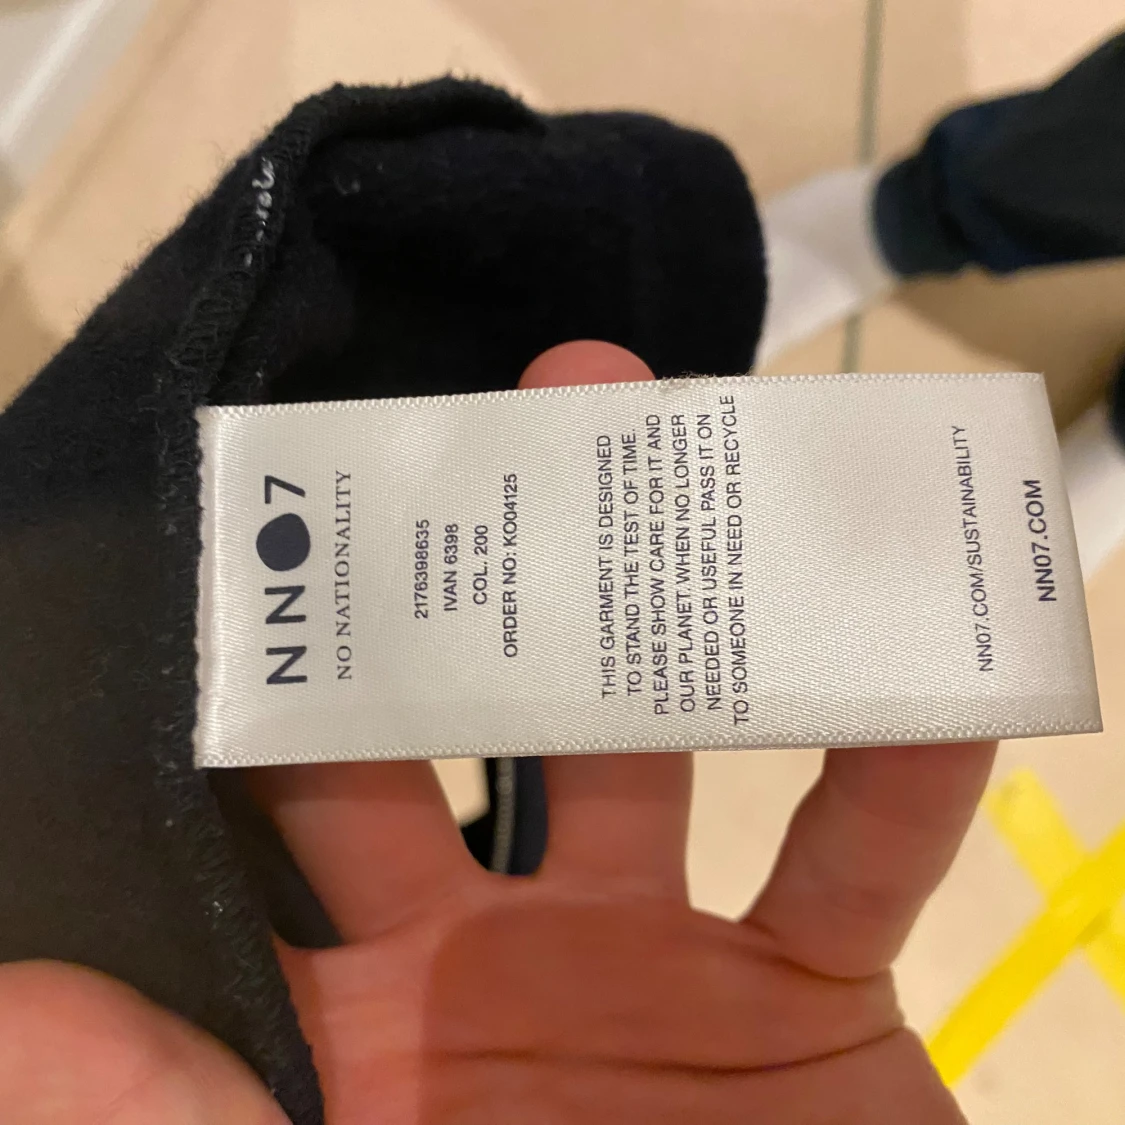 NN●7
NO NATIONALITY
2176398635
IVAN 6398
COL. 200
ORDER NO: KO04125
THIS GARMENT IS DESIGNED
TO STAND THE TEST OF TIME.
PLEASE SHOW CARE FOR IT AND
OUR PLANET. WHEN NO LONGER
NEEDED OR USEFUL PASS IT ON
TO SOMEONE IN NEED OR RECYCLE
NN07.COM/SUSTAINABILITY
NN07.COM